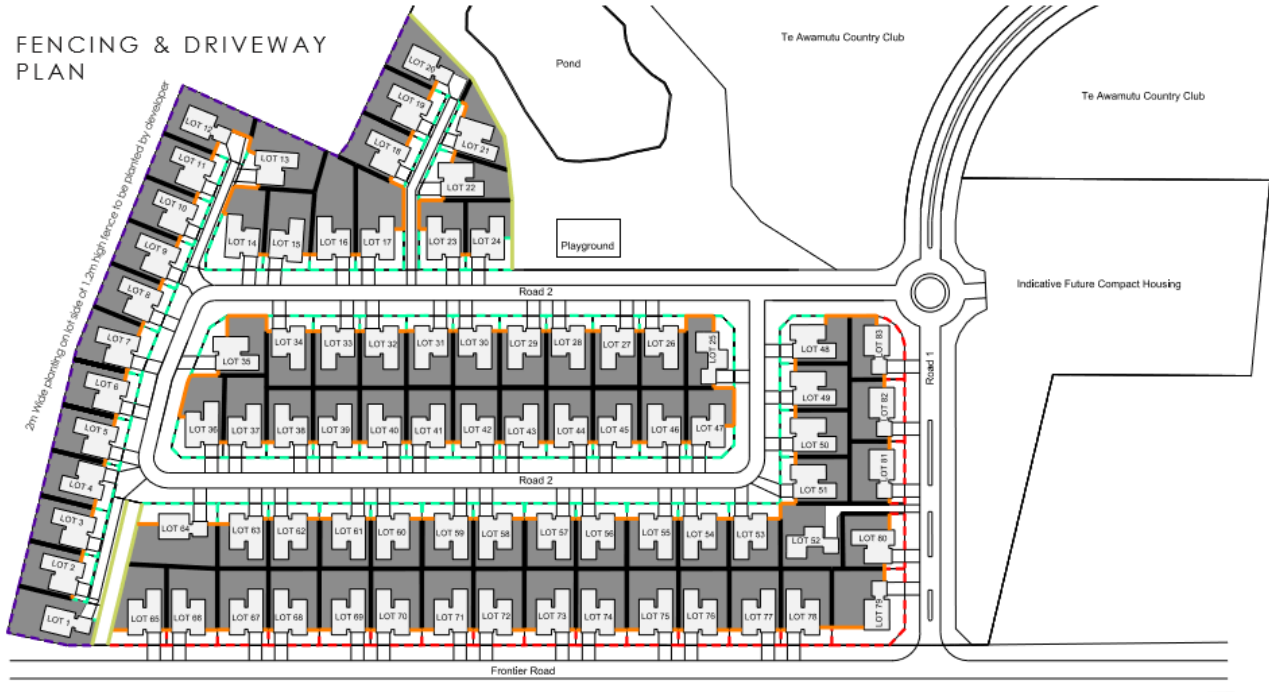 FENCING & DRIVEWAY
PLAN
Te Awamutu Country Club
Pond
Te Awamutu Country Club
2m Wide planting on lot side of 1.2m high fence to be planted by developer
LOT 20
LOT 19
LOT 18
LOT 21
LOT 22
LOT 12
LOT 13
LOT 11
LOT 10
LOT 9
LOT 8
LOT 7
LOT 6
LOT 5
LOT 4
LOT 3
LOT 2
LOT 1
LOT 14
LOT 15
LOT 16
LOT 17
LOT 23
LOT 24
Playground
Indicative Future Compact Housing
Road 2
LOT 35
LOT 34
LOT 33
LOT 32
LOT 31
LOT 30
LOT 29
LOT 28
LOT 27
LOT 26
LOT 25
LOT 48
LOT 83
Road 1
LOT 49
LOT 82
LOT 36
LOT 37
LOT 38
LOT 39
LOT 40
LOT 41
LOT 42
LOT 43
LOT 44
LOT 45
LOT 46
LOT 47
LOT 50
LOT 81
LOT 51
Road 2
LOT 64
LOT 63
LOT 62
LOT 61
LOT 60
LOT 59
LOT 58
LOT 57
LOT 56
LOT 55
LOT 54
LOT 53
LOT 52
LOT 80
LOT 65
LOT 66
LOT 67
LOT 68
LOT 69
LOT 70
LOT 71
LOT 72
LOT 73
LOT 74
LOT 75
LOT 76
LOT 77
LOT 78
LOT 79
Frontier Road